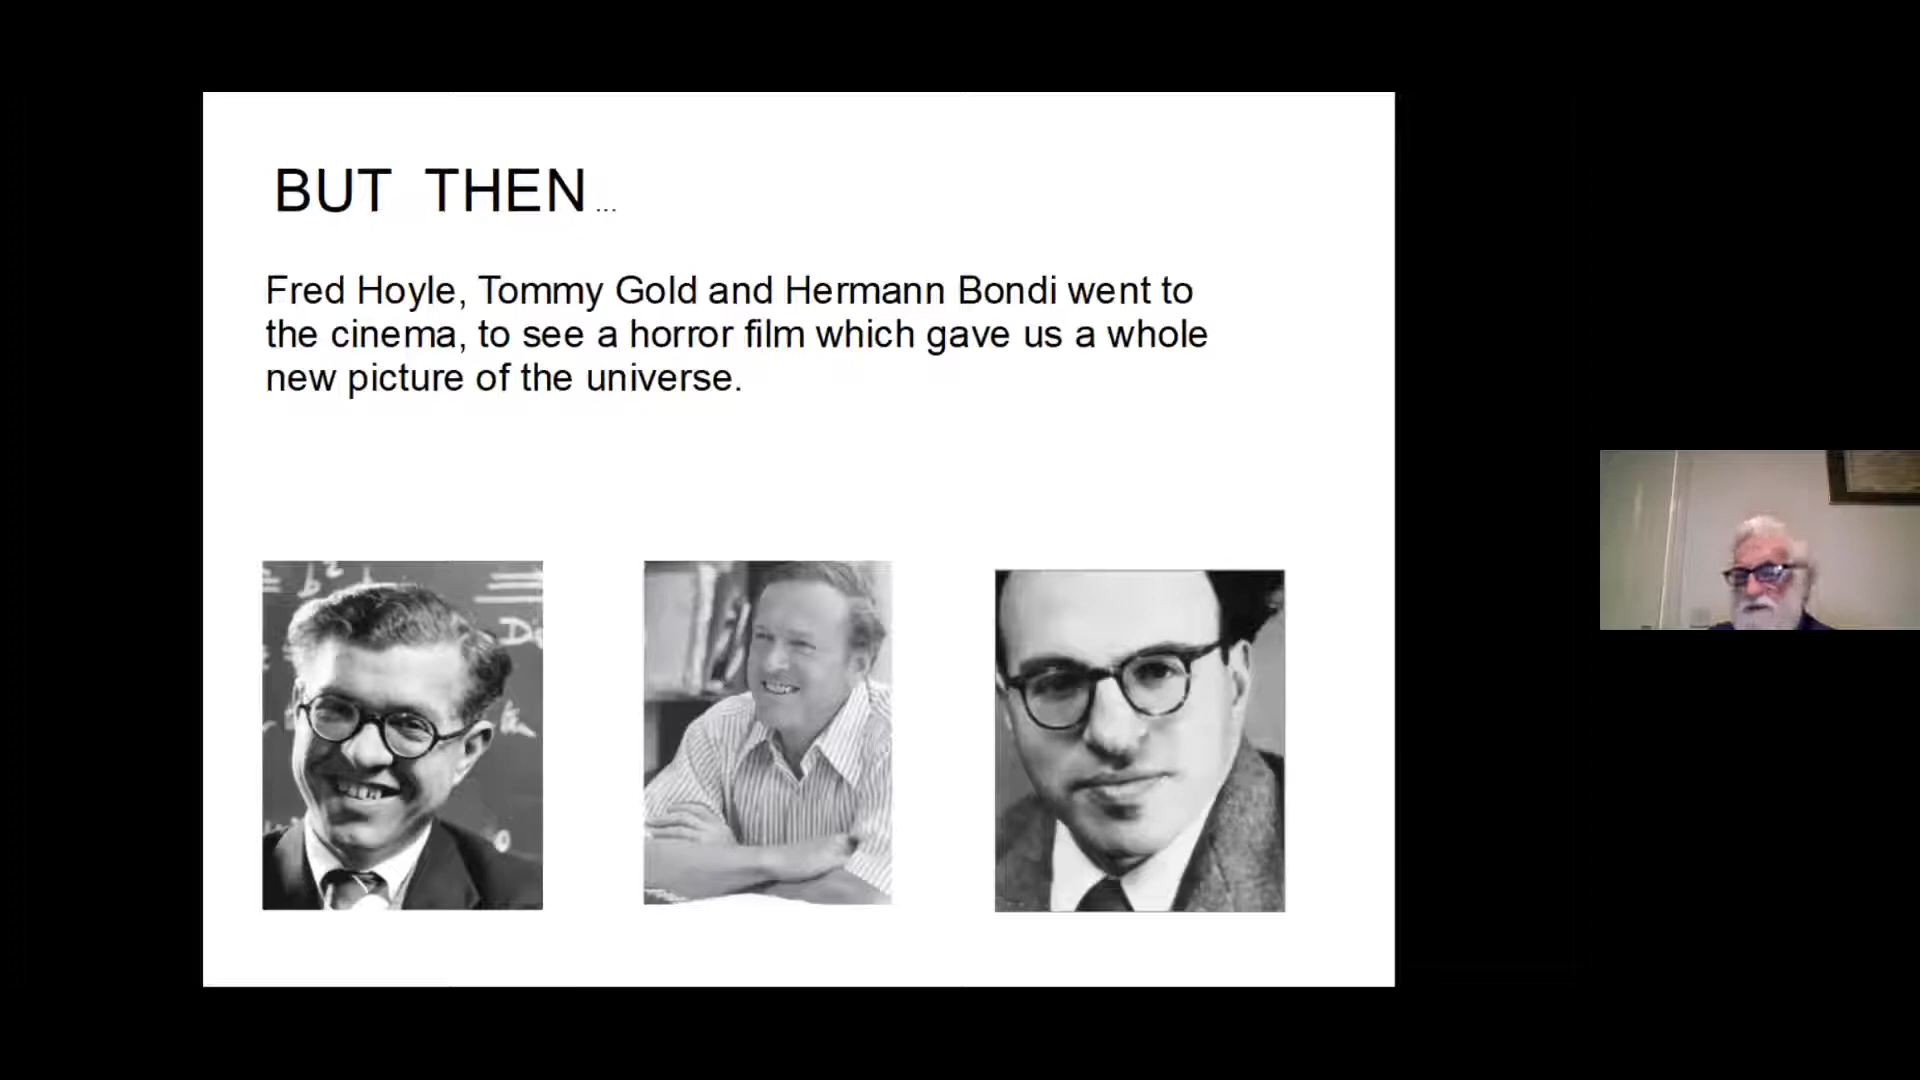 BUT THEN...
Fred Hoyle, Tommy Gold and Hermann Bondi went to
the cinema, to see a horror film which gave us a whole
new picture of the universe.